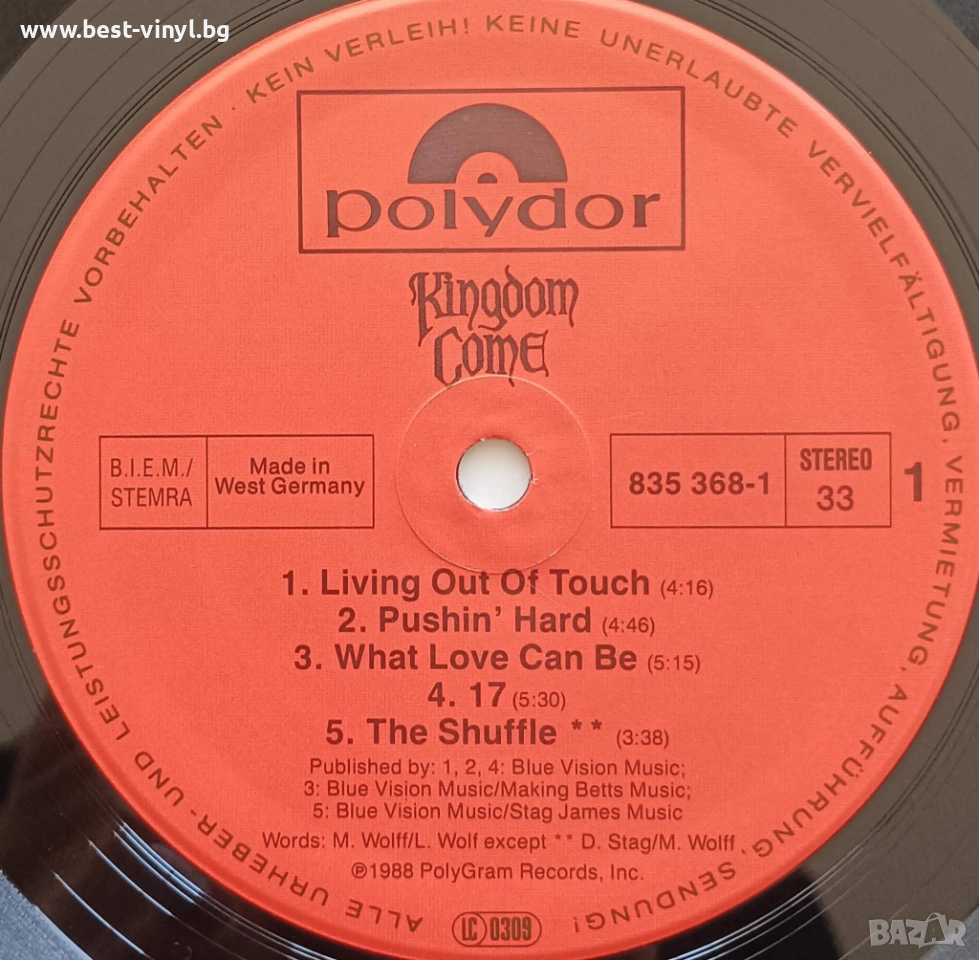 www.best-vinyl.bg
ALLE URHEBER- UND LEISTUNGSSCHUTZRECHTE VORBEHALTEN · KEIN VERLEIH! KEINE UNERLAUBTE VERVIELFÄLTIGUNG, VERMIETUNG, AUFFÜHRUNG, SENDUNG!
polydor
Kingdom
Come
B.I.E.M./
STEMRA
Made in
West Germany
835 368-1
STEREO
33
1
1. Living Out Of Touch (4:16)
2. Pushin' Hard (4:46)
3. What Love Can Be (5:15)
4. 17 (5:30)
5. The Shuffle ** (3:38)
Published by: 1, 2, 4: Blue Vision Music;
3: Blue Vision Music/Making Betts Music;
5: Blue Vision Music/Stag James Music
Words: M. Wolff/L. Wolf except ** D. Stag/M. Wolff
℗1988 PolyGram Records, Inc.
LC 0309
BAZAR